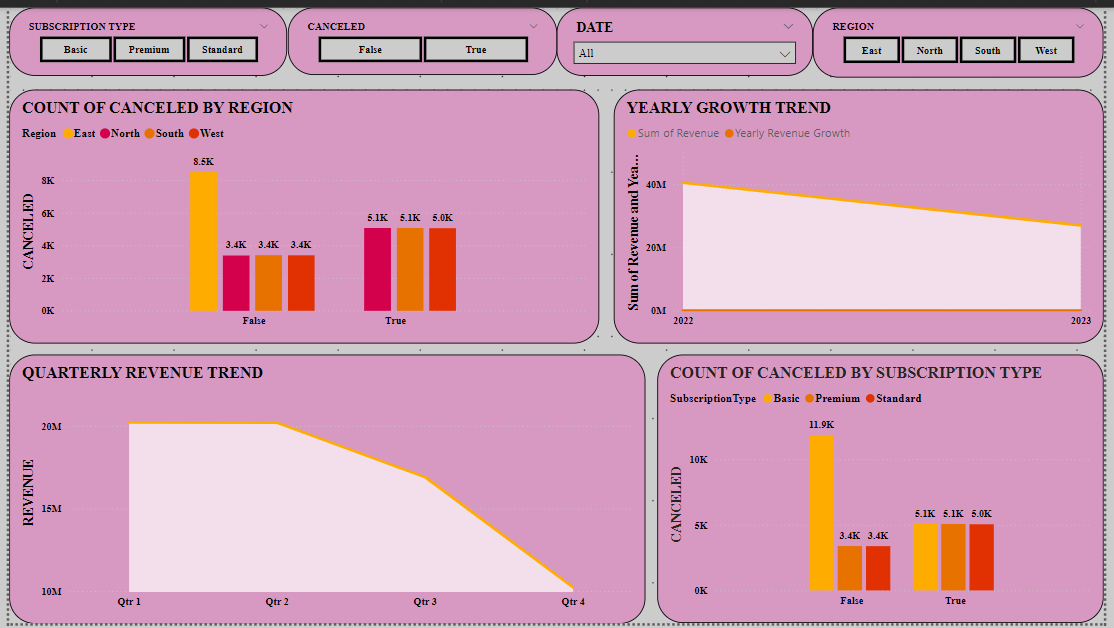 SUBSCRIPTION TYPE
Basic Premium Standard
CANCELED
False True
DATE
All
REGION
East North South West
COUNT OF CANCELED BY REGION
Region East North South West
CANCELED
8K
6K
4K
2K
0K
8.5K
3.4K 3.4K 3.4K
5.1K 5.1K 5.0K
False True
YEARLY GROWTH TREND
Sum of Revenue Yearly Revenue Growth
Sum of Revenue and Yea...
40M
20M
0M
2022 2023
QUARTERLY REVENUE TREND
REVENUE
20M
15M
10M
Qtr 1 Qtr 2 Qtr 3 Qtr 4
COUNT OF CANCELED BY SUBSCRIPTION TYPE
SubscriptionType Basic Premium Standard
CANCELED
10K
5K
0K
11.9K
3.4K 3.4K
5.1K 5.1K 5.0K
False True